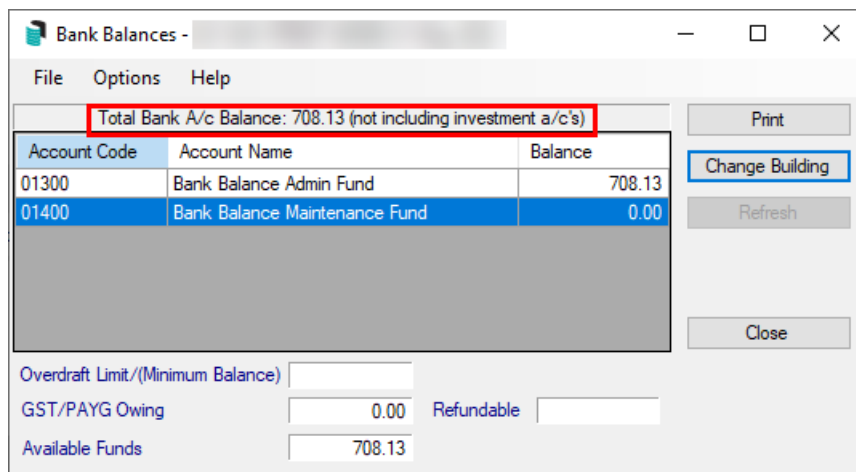 Bank Balances -
File Options Help
Total Bank A/c Balance: 708.13 (not including investment a/c's)
Print
Account Code Account Name Balance
Change Building
01300 Bank Balance Admin Fund 708.13
01400 Bank Balance Maintenance Fund 0.00
Refresh
Close
Overdraft Limit/(Minimum Balance)
GST/PAYG Owing 0.00 Refundable
Available Funds 708.13